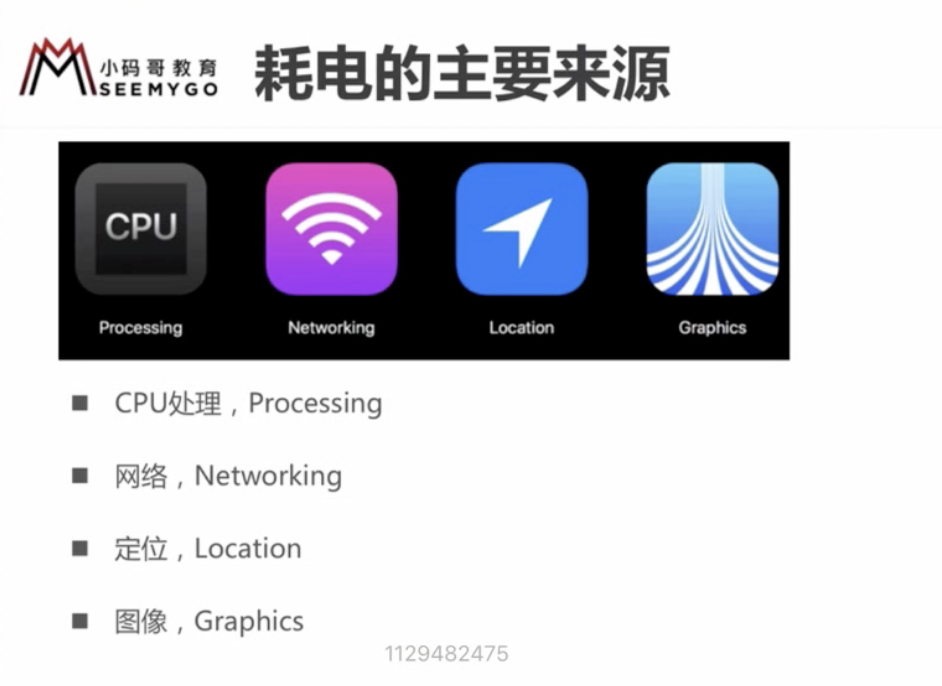 小码哥教育
SEEMYGO
耗电的主要来源
CPU
Processing
Networking
Location
Graphics
■ CPU处理，Processing
■ 网络，Networking
■ 定位，Location
■ 图像，Graphics
1129482475